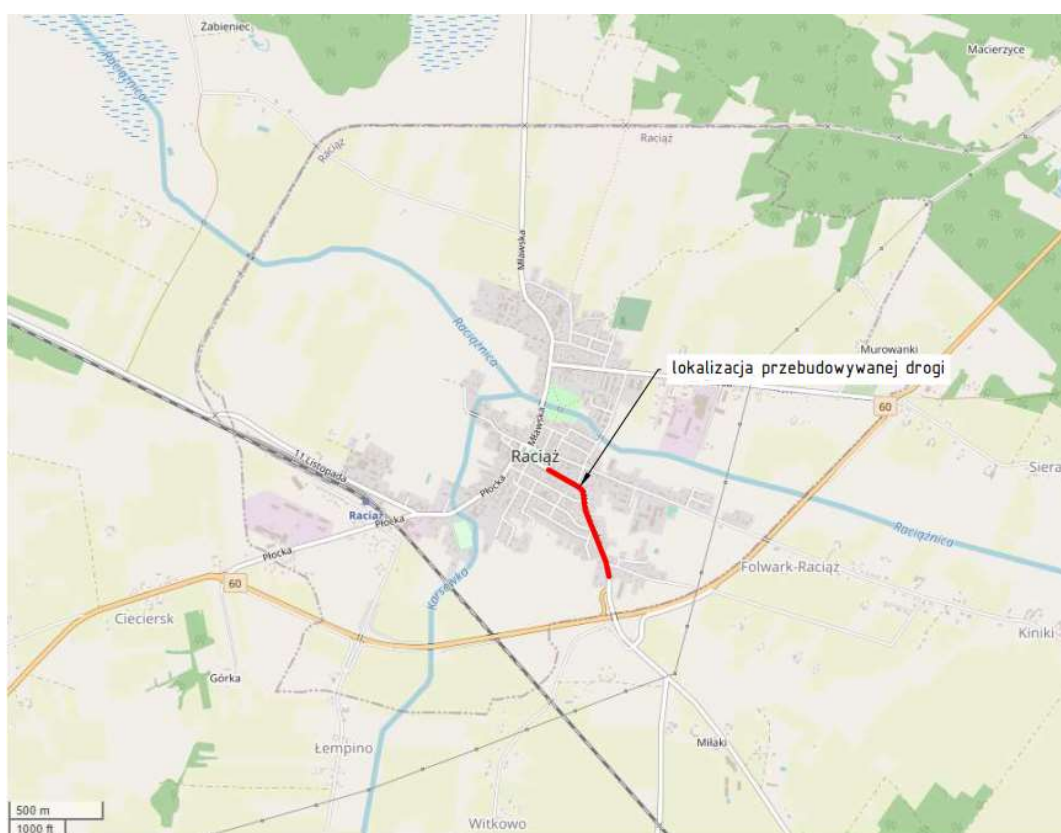 Żabieniec
Macierzyce
Raciążnica
Raciąż
Raciąż
Mławska
Raciążnica
Murowanki
lokalizacja przebudowywanej drogi
60
Mławska
Raciąż
Siera
11 Listopada
Płocka
Raciąż
Płocka
Raciążnica
Płocka
Folwark-Raciąż
60
Karsówka
Cieciersk
Kiniki
Górka
Miłaki
Łempino
500 m
1000 ft
Witkowo